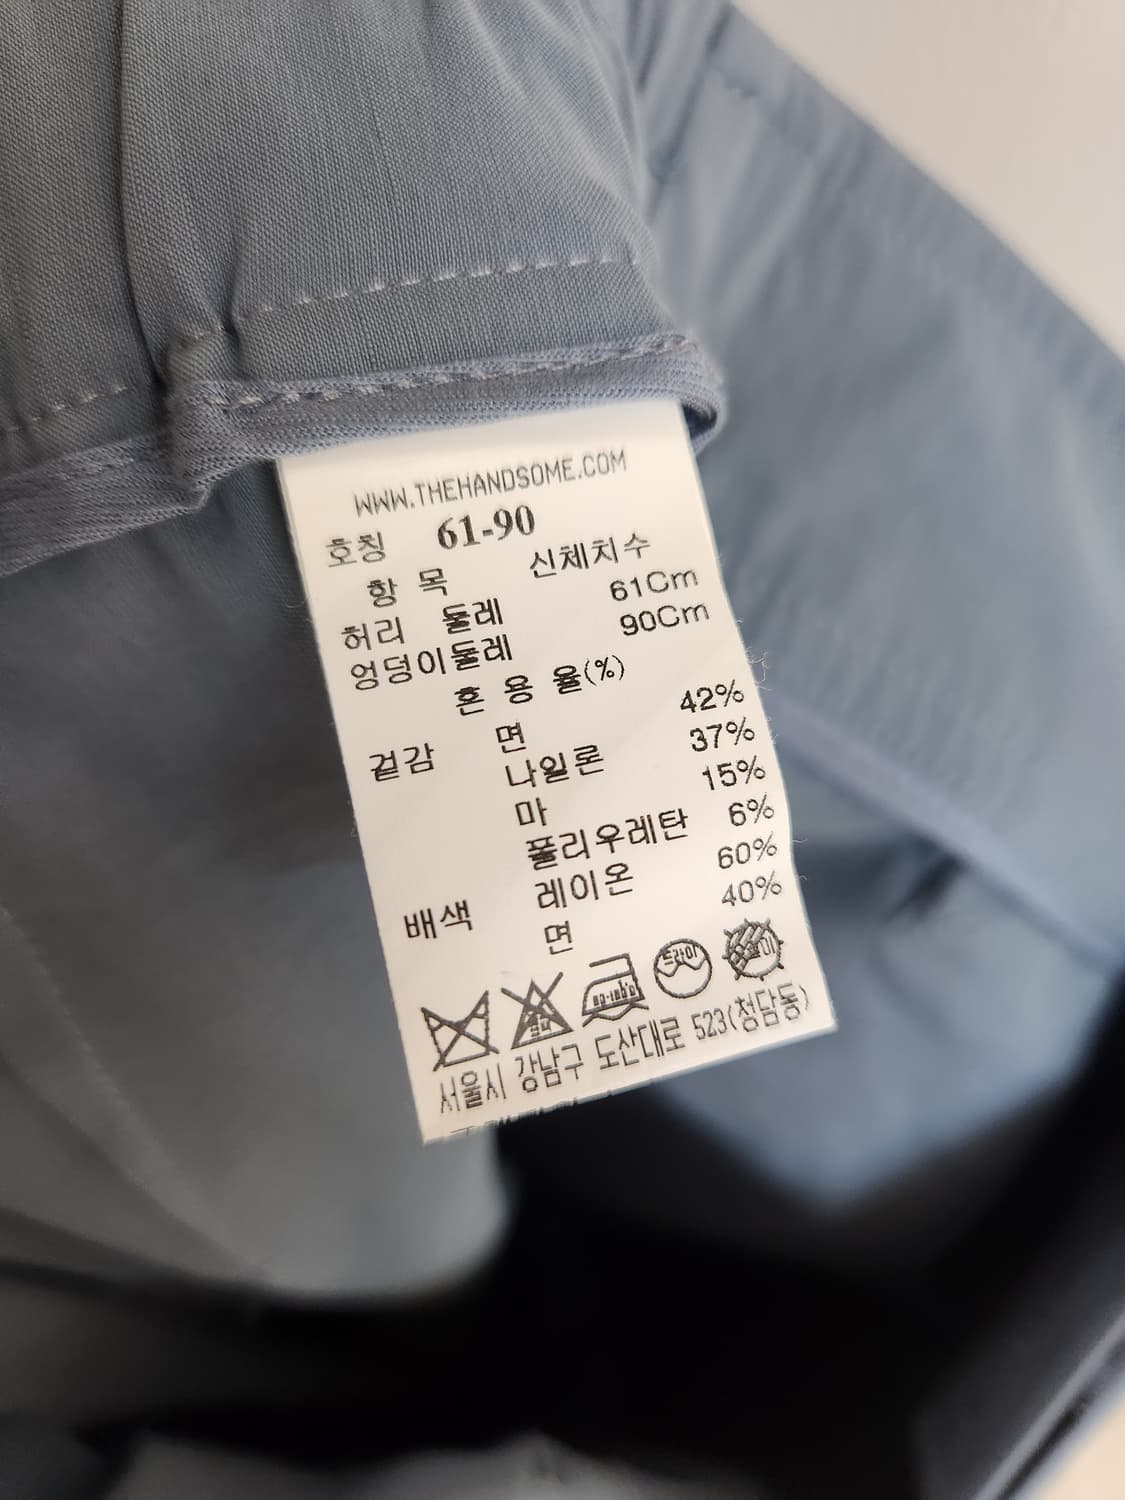 WWW.THEHANDSOME.COM
호칭 61-90
항 목 신체치수
허리 둘레 61Cm
엉덩이둘레 90Cm
혼 용 율(%)
겉감 면 42%
나일론 37%
마 15%
폴리우레탄 6%
배색 레이온 60%
면 40%
드라이
서울시 강남구 도산대로 523(청담동)